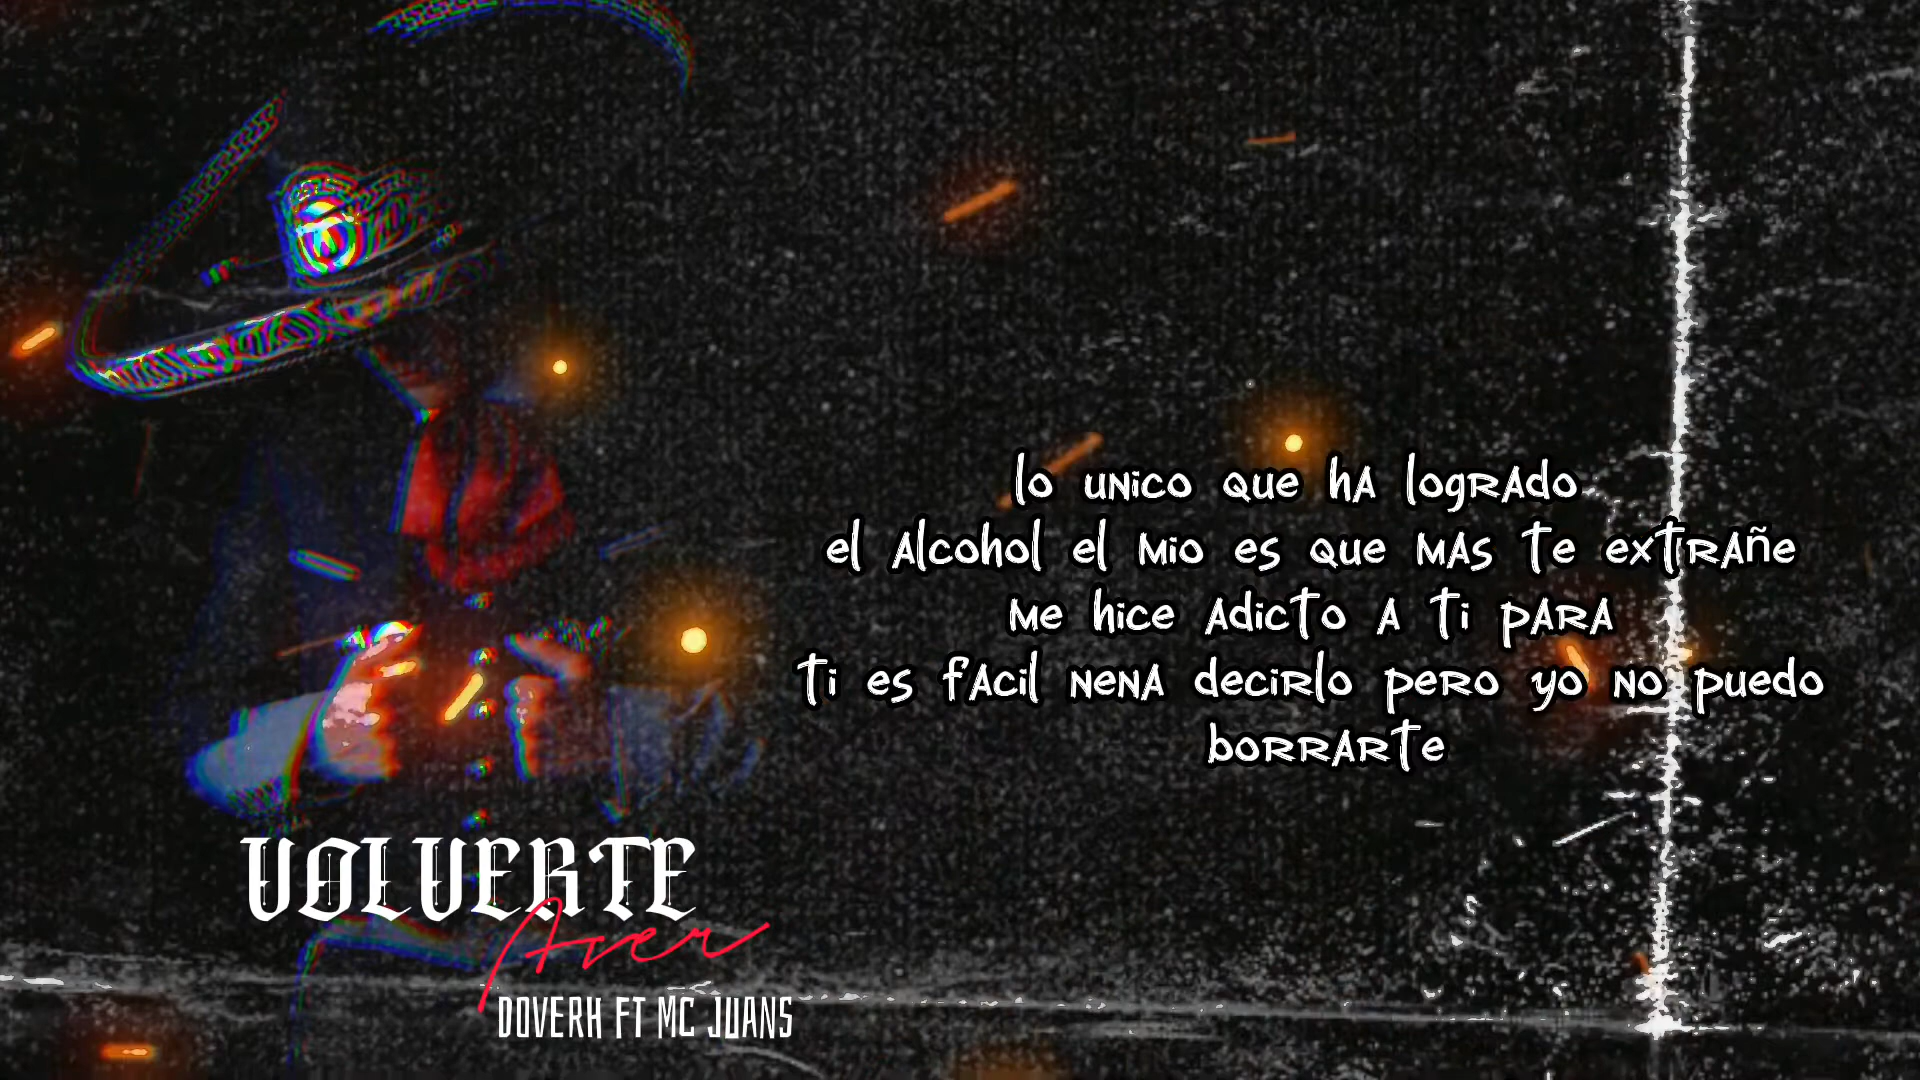 lo unico que ha logrado
el Alcohol el Mio es que MAS te extrañe
Me hice Adicto A ti pARA
ti es fAcil NeNA decirlo pero yo No puedo
borrArte
VOLVERTE
Aver
DOVERH FT MC JUANS